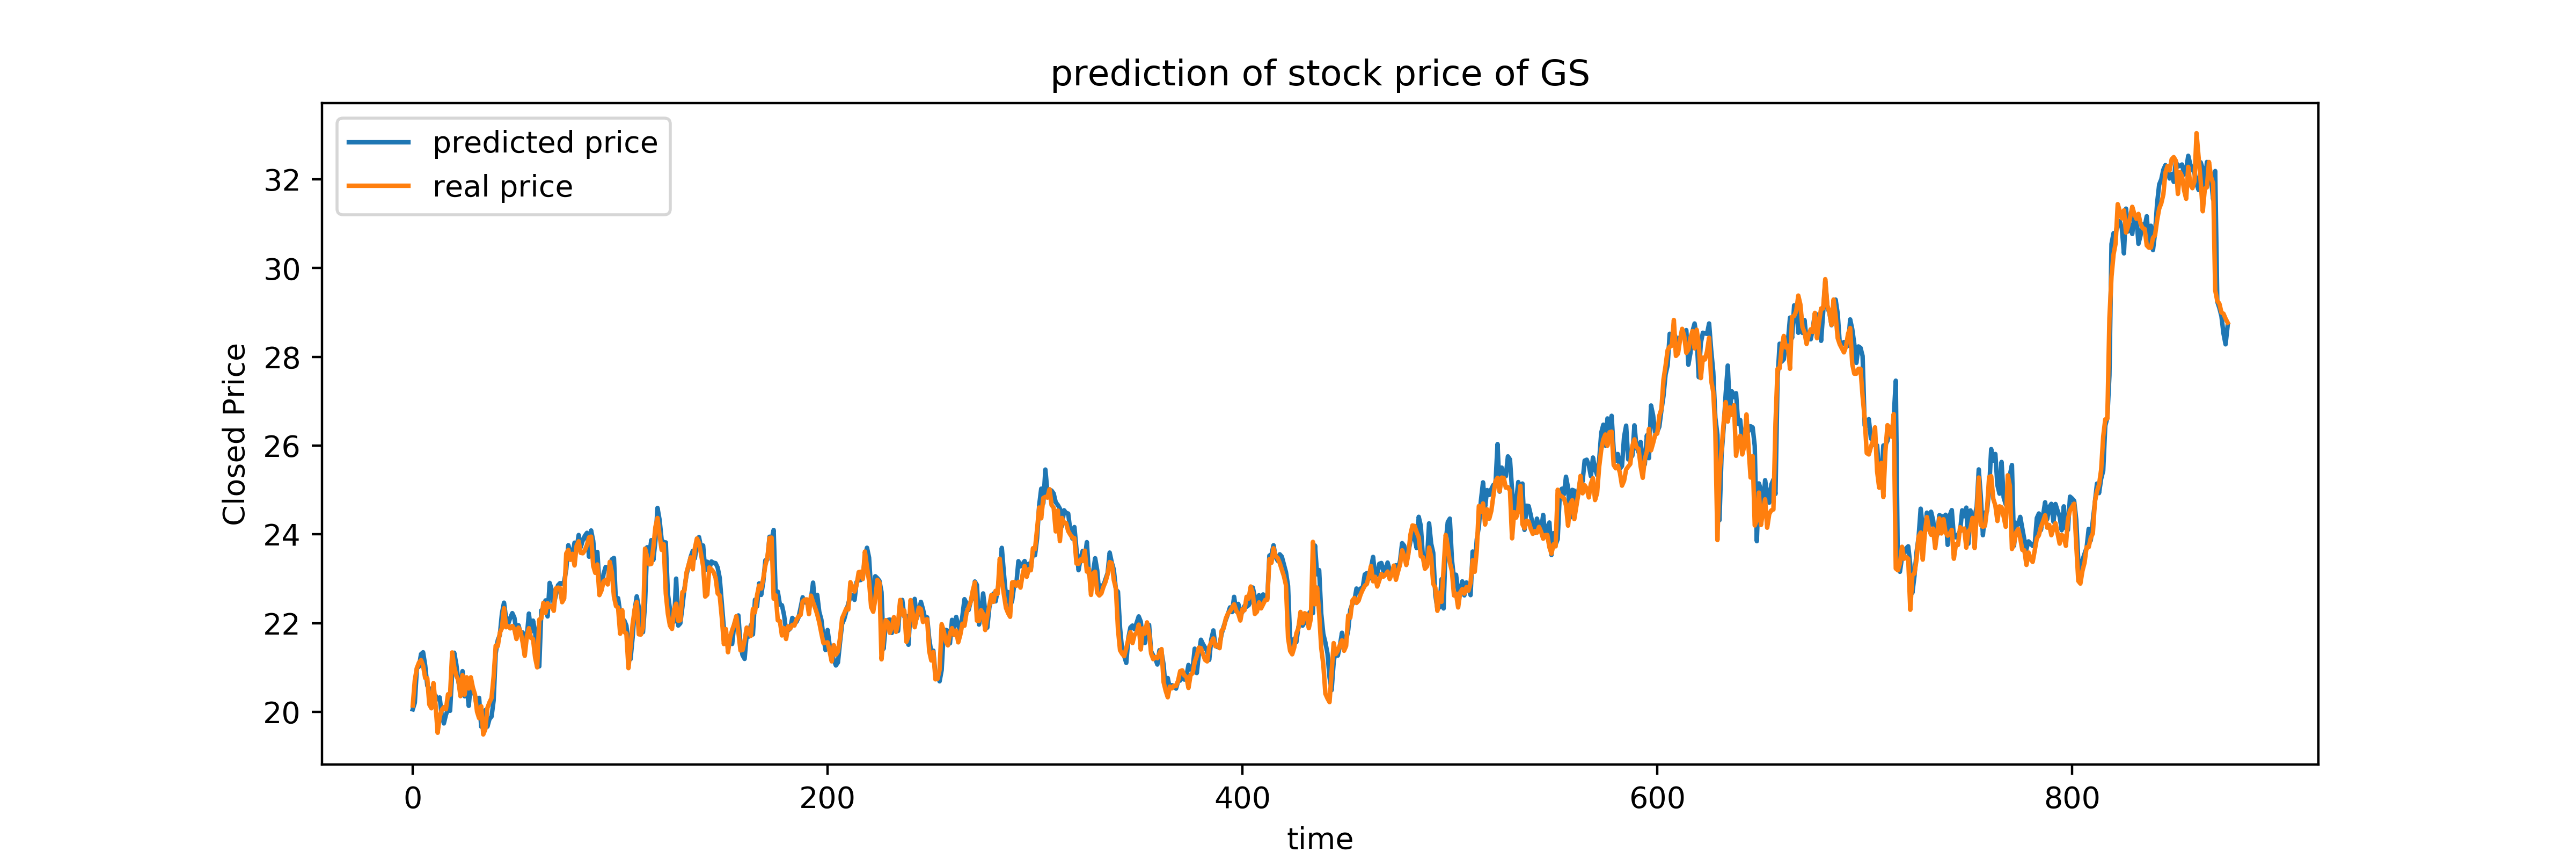 prediction of stock price of GS
predicted price
real price
32
30
28
26
24
22
20
Closed Price
0 200 400 600 800
time